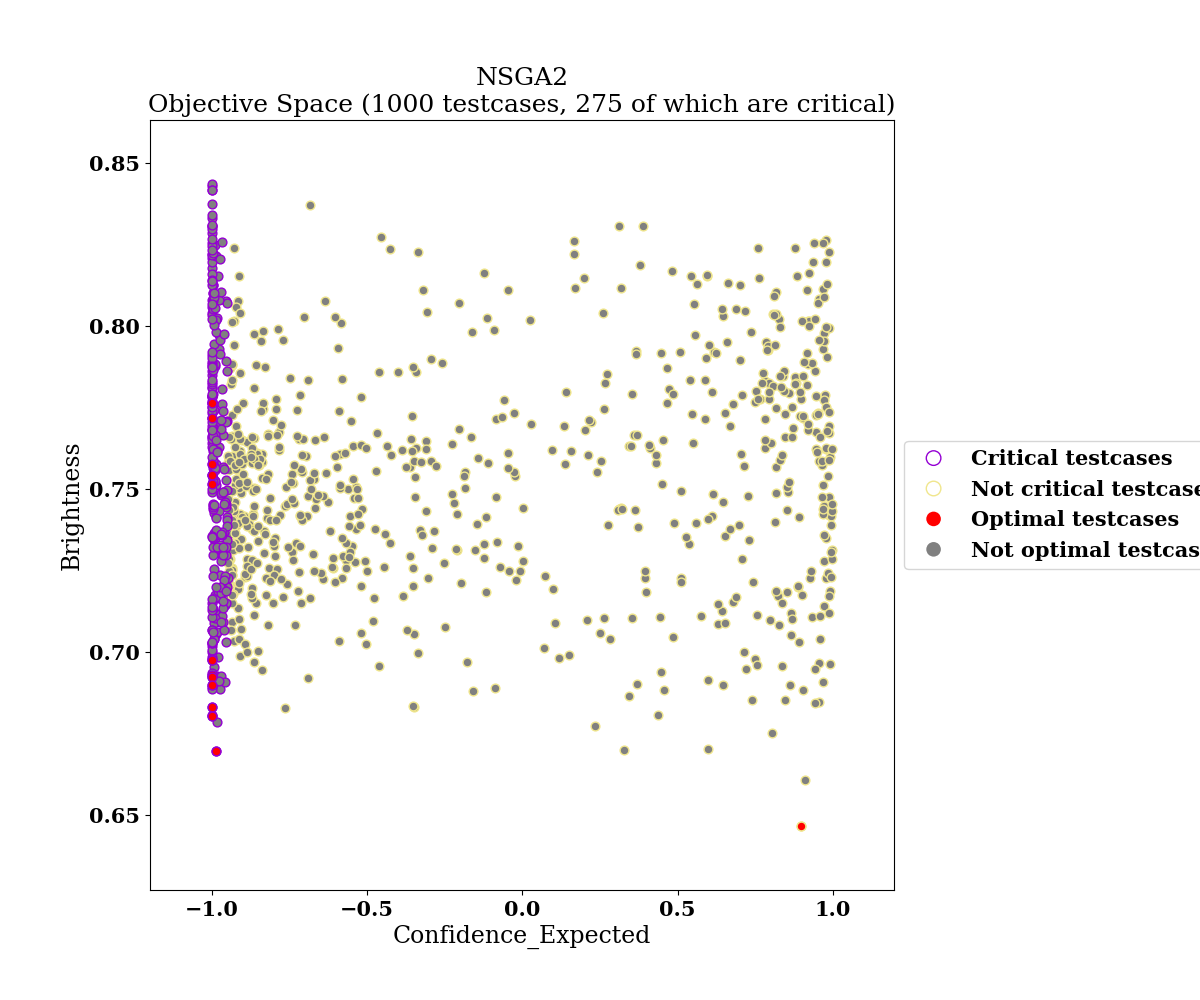 NSGA2
Objective Space (1000 testcases, 275 of which are critical)
0.85
0.80
0.75
0.70
0.65
Brightness
−1.0
−0.5
0.0
0.5
1.0
Confidence_Expected
Critical testcases
Not critical testcase
Optimal testcases
Not optimal testcas